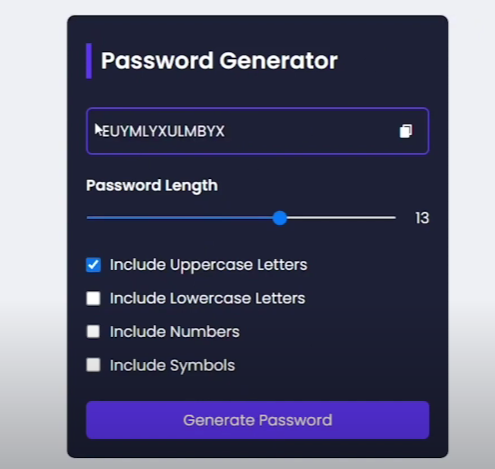 Password Generator
EUYMLYXULMBYX
Password Length
13
Include Uppercase Letters
Include Lowercase Letters
Include Numbers
Include Symbols
Generate Password